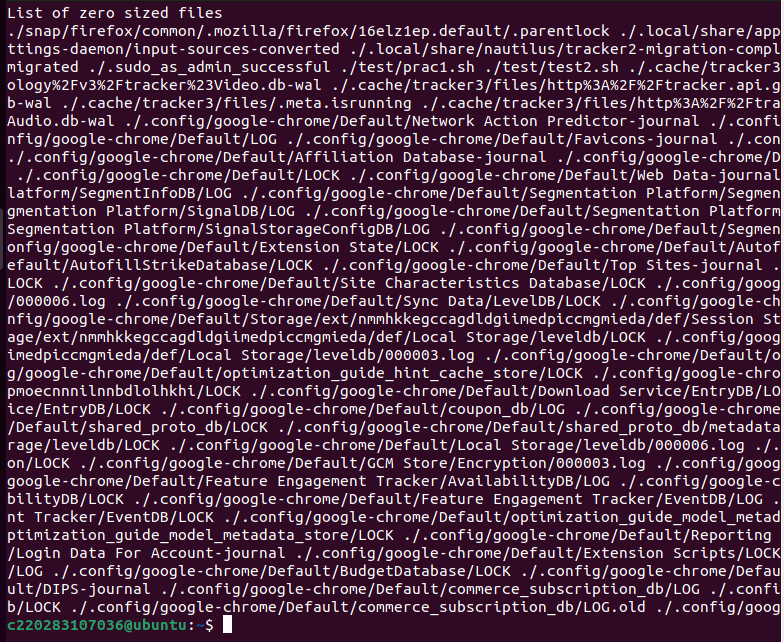 List of zero sized files
./snap/firefox/common/.mozilla/firefox/16elz1ep.default/.parentlock ./.local/share/app
ttings-daemon/input-sources-converted ./.local/share/nautilus/tracker2-migration-compl
migrated ./.sudo_as_admin_successful ./test/prac1.sh ./test/test2.sh ./.cache/tracker3
ology%2Fv3%2Ftracker%23Video.db-wal ./.cache/tracker3/files/http%3A%2F%2Ftracker.api.g
b-wal ./.cache/tracker3/files/.meta.isrunning ./.cache/tracker3/files/http%3A%2F%2Ftra
Audio.db-wal ./.config/google-chrome/Default/Network Action Predictor-journal ./.confi
nfig/google-chrome/Default/LOG ./.config/google-chrome/Default/Favicons-journal ./.con
./.config/google-chrome/Default/Affiliation Database-journal ./.config/google-chrome/D
./.config/google-chrome/Default/LOCK ./.config/google-chrome/Default/Web Data-journal
latform/SegmentInfoDB/LOG ./.config/google-chrome/Default/Segmentation Platform/Segmen
gmentation Platform/SignalDB/LOG ./.config/google-chrome/Default/Segmentation Platform
Segmentation Platform/SignalStorageConfigDB/LOG ./.config/google-chrome/Default/Segmen
onfig/google-chrome/Default/Extension State/LOCK ./.config/google-chrome/Default/Autof
efault/AutofillStrikeDatabase/LOCK ./.config/google-chrome/Default/Top Sites-journal .
LOCK ./.config/google-chrome/Default/Site Characteristics Database/LOCK ./.config/goog
/000006.log ./.config/google-chrome/Default/Sync Data/LevelDB/LOCK ./.config/google-ch
nfig/google-chrome/Default/Storage/ext/nmmhkkegccagdldgiimedpiccmgmieda/def/Session St
age/ext/nmmhkkegccagdldgiimedpiccmgmieda/def/Local Storage/leveldb/LOCK ./.config/goog
imedpiccmgmieda/def/Local Storage/leveldb/000003.log ./.config/google-chrome/Default/o
g/google-chrome/Default/optimization_guide_hint_cache_store/LOCK ./.config/google-chro
pmoecnnnilnnbdlolhkhi/LOCK ./.config/google-chrome/Default/Download Service/EntryDB/LO
ice/EntryDB/LOCK ./.config/google-chrome/Default/coupon_db/LOG ./.config/google-chrome
/Default/shared_proto_db/LOCK ./.config/google-chrome/Default/shared_proto_db/metadata
rage/leveldb/LOCK ./.config/google-chrome/Default/Local Storage/leveldb/000006.log ./.
on/LOCK ./.config/google-chrome/Default/GCM Store/Encryption/000003.log ./.config/goog
google-chrome/Default/Feature Engagement Tracker/AvailabilityDB/LOG ./.config/google-c
bilityDB/LOCK ./.config/google-chrome/Default/Feature Engagement Tracker/EventDB/LOG .
nt Tracker/EventDB/LOCK ./.config/google-chrome/Default/optimization_guide_model_metad
ptimization_guide_model_metadata_store/LOCK ./.config/google-chrome/Default/Reporting
/Login Data For Account-journal ./.config/google-chrome/Default/Extension Scripts/LOCK
/LOG ./.config/google-chrome/Default/BudgetDatabase/LOCK ./.config/google-chrome/Defau
ult/DIPS-journal ./.config/google-chrome/Default/commerce_subscription_db/LOG ./.confi
b/LOCK ./.config/google-chrome/Default/commerce_subscription_db/LOG.old ./.config/goog
c220283107036@ubuntu:~$